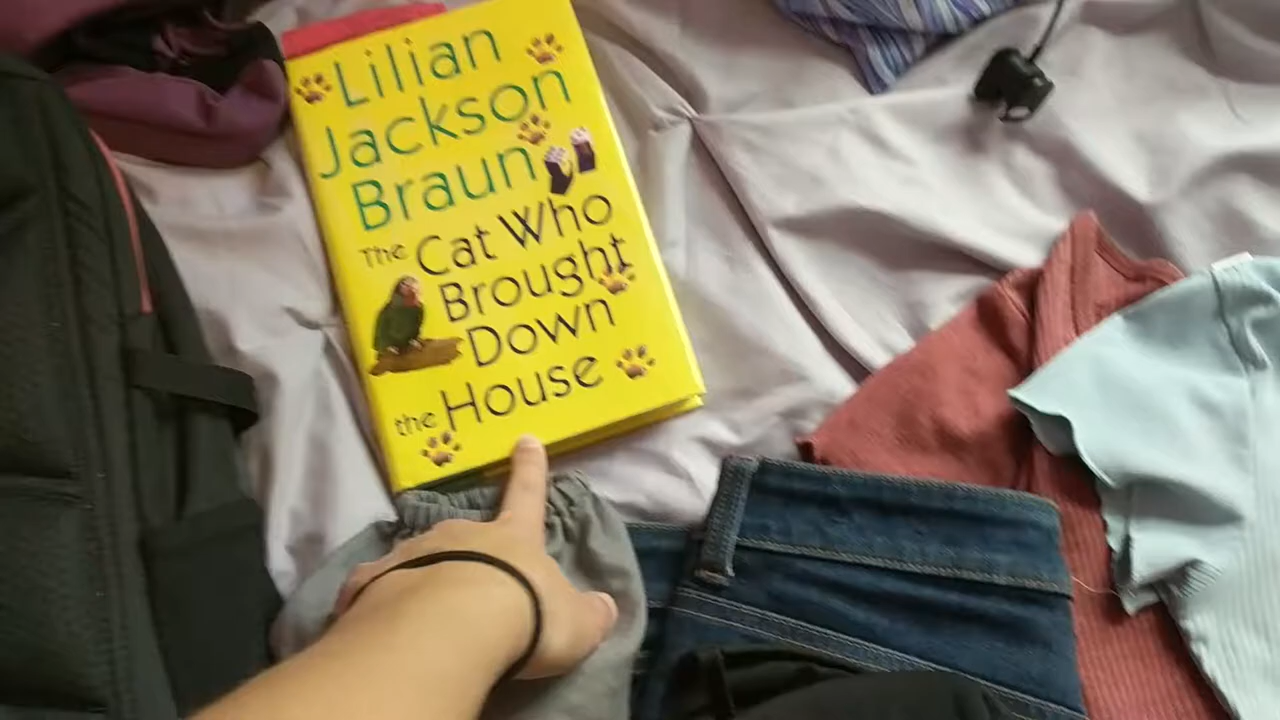 Lilian
Jackson
Braun
The Cat Who
Brought
Down
the House